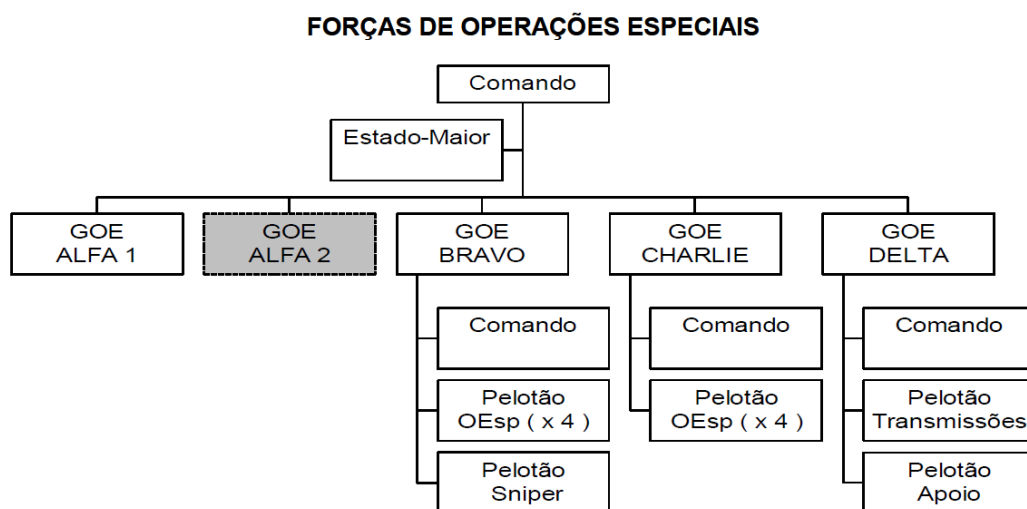 FORÇAS DE OPERAÇÕES ESPECIAIS
Comando
Estado-Maior
GOE
ALFA 1
GOE
ALFA 2
GOE
BRAVO
GOE
CHARLIE
GOE
DELTA
Comando
Pelotão
OEsp ( x 4 )
Pelotão
Sniper
Comando
Pelotão
OEsp ( x 4 )
Comando
Pelotão
Transmissões
Pelotão
Apoio